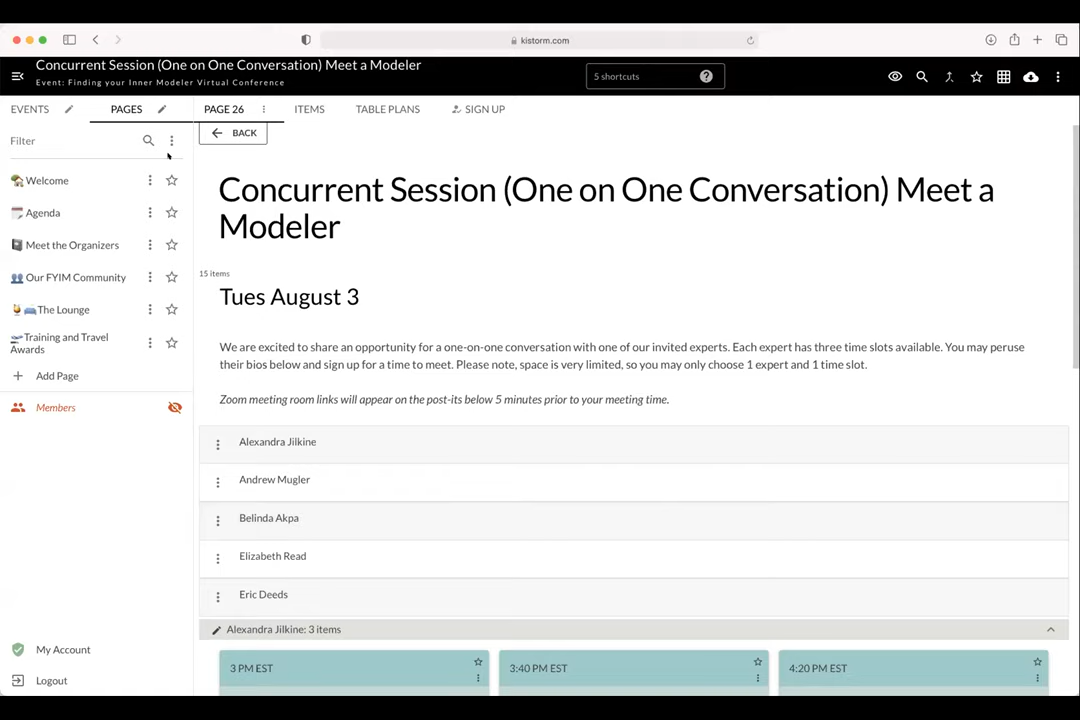 kistorm.com
Concurrent Session (One on One Conversation) Meet a Modeler
Event: Finding your Inner Modeler Virtual Conference
5 shortcuts
EVENTS
PAGES
PAGE 26
ITEMS
TABLE PLANS
SIGN UP
Filter
BACK
Welcome
Agenda
Meet the Organizers
Our FYIM Community
The Lounge
Training and Travel
Awards
Add Page
Members
My Account
Logout
Concurrent Session (One on One Conversation) Meet a
Modeler
15 items
Tues August 3
We are excited to share an opportunity for a one-on-one conversation with one of our invited experts. Each expert has three time slots available. You may peruse
their bios below and sign up for a time to meet. Please note, space is very limited, so you may only choose 1 expert and 1 time slot.
Zoom meeting room links will appear on the post-its below 5 minutes prior to your meeting time.
Alexandra Jilkine
Andrew Mugler
Belinda Akpa
Elizabeth Read
Eric Deeds
Alexandra Jilkine: 3 items
3 PM EST
3:40 PM EST
4:20 PM EST